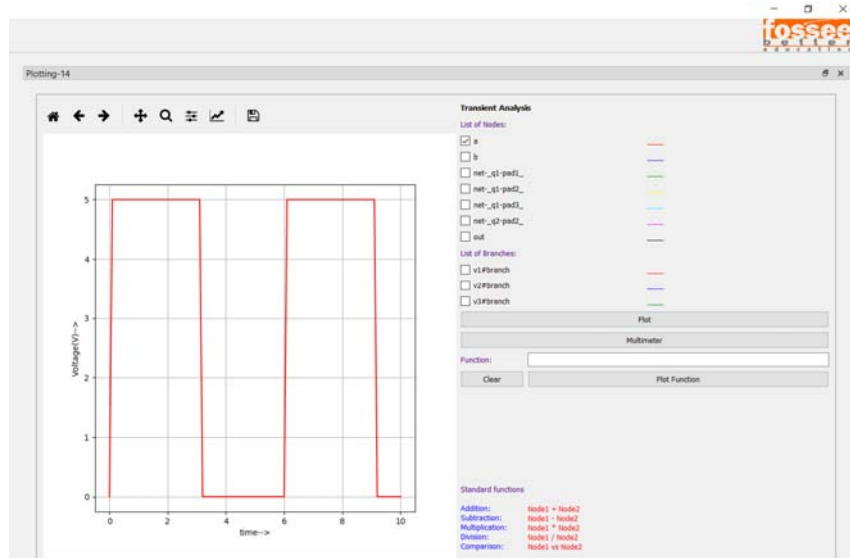 fossee
better
education
Plotting-14
Transient Analysis
List of Nodes:
a
b
net-_q1-pad1_
net-_q1-pad2_
net-_q1-pad3_
net-_q2-pad2_
out
List of Branches:
v1#branch
v2#branch
v3#branch
Plot
Multimeter
Function:
Clear Plot Function
Standard functions
Addition: Node1 + Node2
Subtraction: Node1 - Node2
Multiplication: Node1 * Node2
Division: Node1 / Node2
Comparison: Node1 vs Node2
Voltage(V)-->
5
4
3
2
1
0
0 2 4 6 8 10
time-->